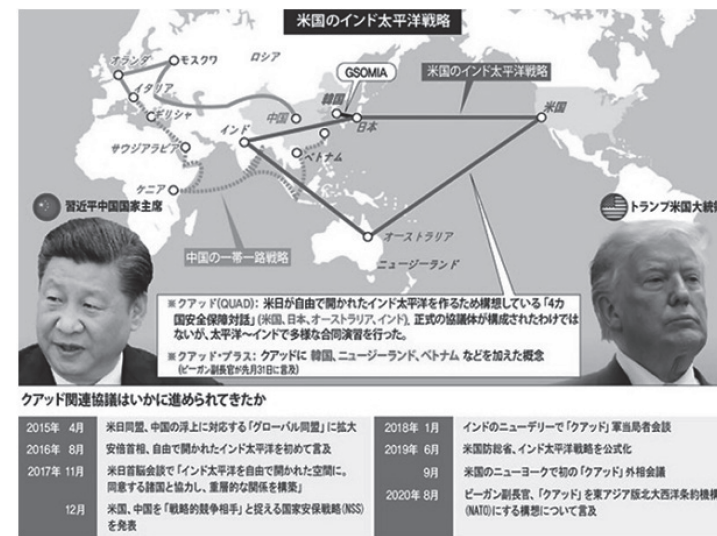 米国のインド太平洋戦略
オランダ
モスクワ
ロシア
GSOMIA
米国のインド太平洋戦略
イタリア
ギリシャ
韓国
中国
日本
米国
インド
サウジアラビア
ベトナム
ケニア
習近平中国国家主席
トランプ米国大統領
中国の一帯一路戦略
オーストラリア
ニュージーランド
※クアッド(QUAD): 米日が自由で開かれたインド太平洋を作るため構想している「4カ
国安全保障対話」(米国、日本、オーストラリア、インド)。正式の協議体が構成されたわけでは
ないが、太平洋〜インドで多様な合同演習を行った。
※クアッド・プラス: クアッドに 韓国、ニュージーランド、ベトナム などを加えた概念
(ビーガン副長官が先月31日に言及)
クアッド関連協議はいかに進められてきたか
2015年 4月 米日同盟、中国の浮上に対応する「グローバル同盟」に拡大
2016年 8月 安倍首相、自由で開かれたインド太平洋を初めて言及
2017年 11月 米日首脳会談で「インド太平洋を自由で開かれた空間に。
同意する諸国と協力し、重層的な関係を構築」
12月 米国、中国を「戦略的競争相手」と捉える国家安保戦略(NSS)
を発表
2018年 1月 インドのニューデリーで「クアッド」軍当局者会談
2019年 6月 米国防総省、インド太平洋戦略を公式化
9月 米国のニューヨークで初の「クアッド」外相会議
2020年 8月 ビーガン副長官、「クアッド」を東アジア版北大西洋条約機構
(NATO)にする構想について言及